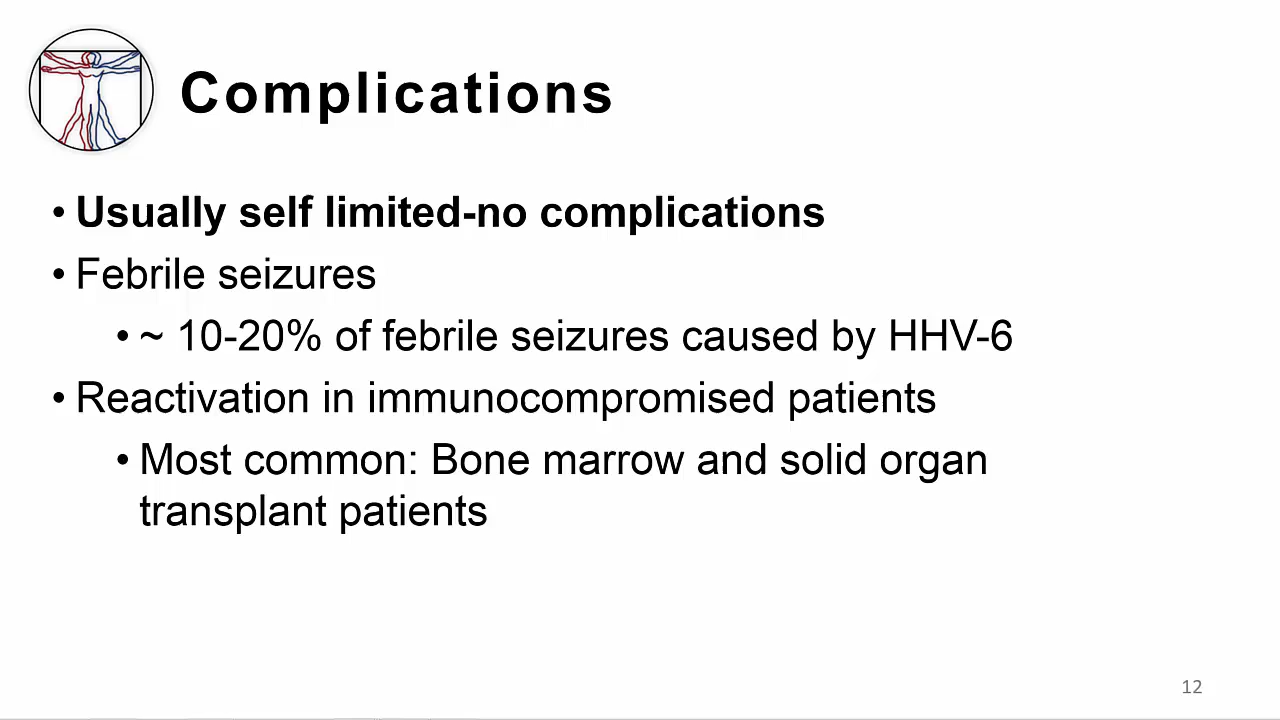 Complications
• Usually self limited-no complications
• Febrile seizures
• ~ 10-20% of febrile seizures caused by HHV-6
• Reactivation in immunocompromised patients
• Most common: Bone marrow and solid organ
transplant patients
12